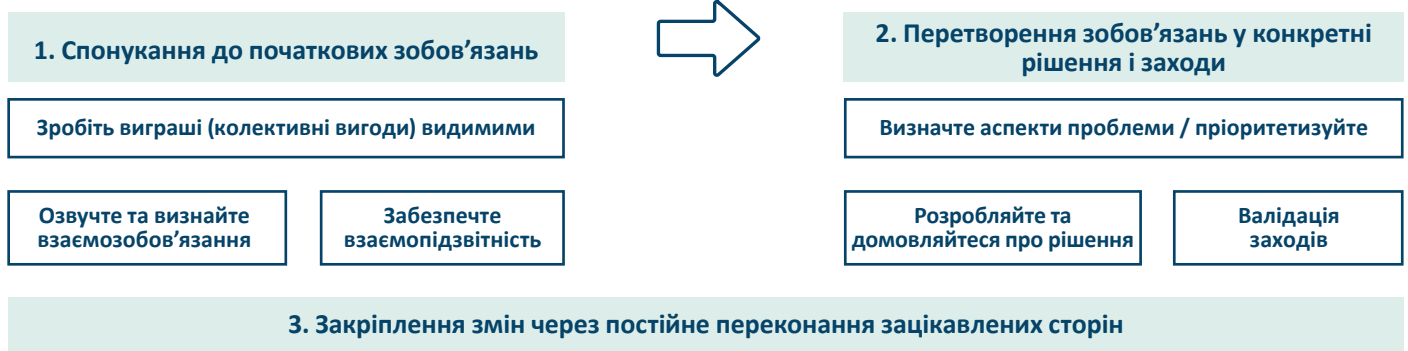 1. Спонукання до початкових зобов’язань
2. Перетворення зобов’язань у конкретні
рішення і заходи
Зробіть виграші (колективні вигоди) видимими
Визначте аспекти проблеми / пріоритетизуйте
Озвучте та визнайте
взаємозобов’язання
Забезпечте
взаємопідзвітність
Розробляйте та
домовляйтеся про рішення
Валідація
заходів
3. Закріплення змін через постійне переконання зацікавлених сторін